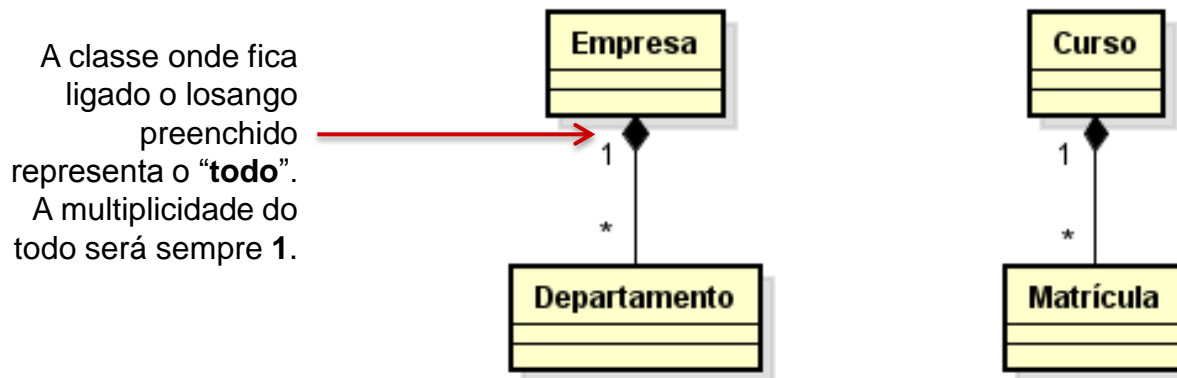 A classe onde fica
ligado o losango
preenchido
representa o “todo”.
A multiplicidade do
todo será sempre 1.
Empresa
1
*
Departamento
Curso
1
*
Matrícula